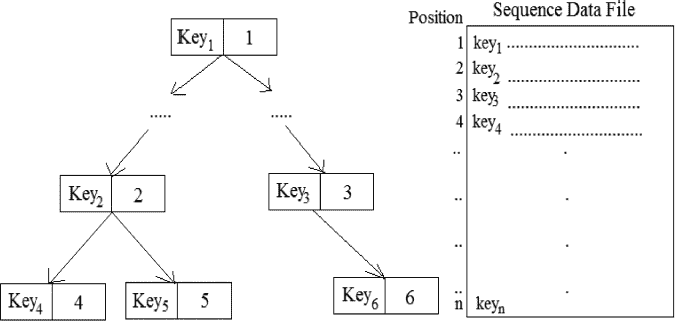 Sequence Data File
Position
Key1 1
1 key1 ................................
2 key2 ................................
3 key3 ................................
4 key4 ................................
..... .....
.. .
Key2 2
Key3 3
.. .
.. .
Key4 4
Key5 5
Key6 6
.. .
n keyn